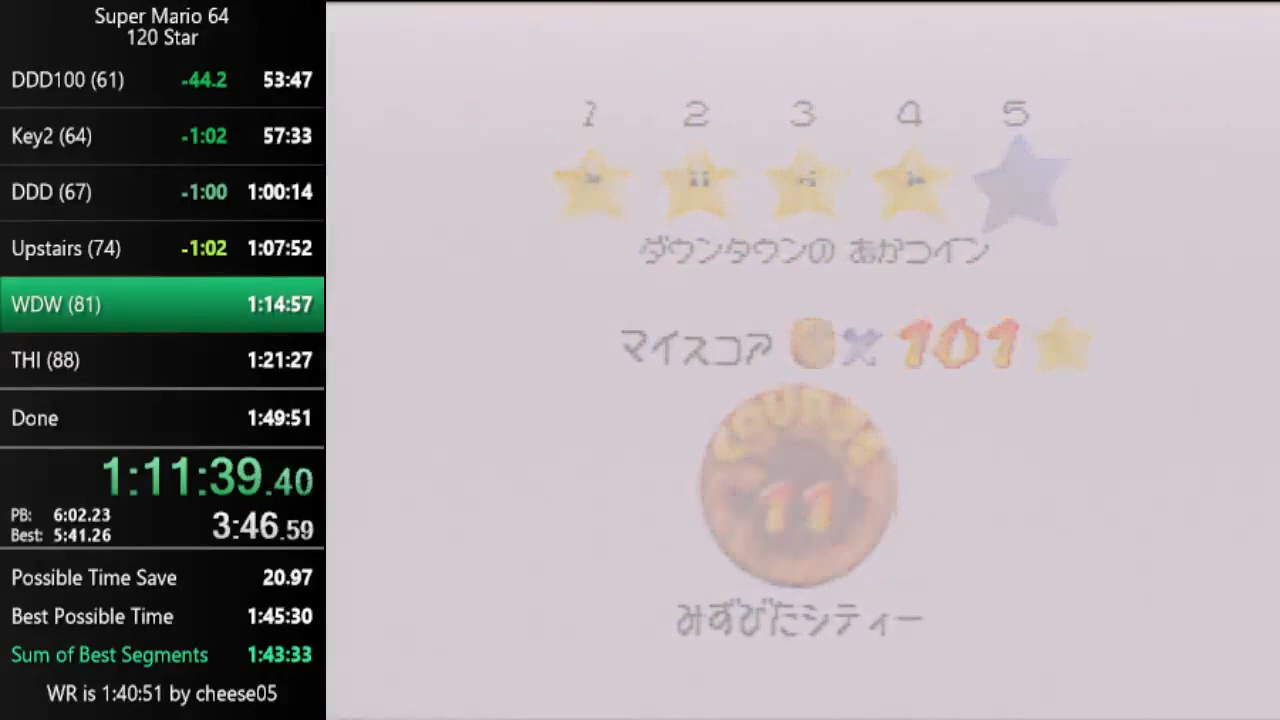 Super Mario 64
120 Star
DDD100 (61) -44.2 53:47
Key2 (64) -1:02 57:33
DDD (67) -1:00 1:00:14
Upstairs (74) -1:02 1:07:52
WDW (81) 1:14:57
THI (88) 1:21:27
Done 1:49:51
1:11:39.40
PB: 6:02.23
Best: 5:41.26
3:46.59
Possible Time Save 20.97
Best Possible Time 1:45:30
Sum of Best Segments 1:43:33
WR is 1:40:51 by cheese05
1 2 3 4 5
ダウンタウンの あかコイン
マイスコア × 101
COURSE
11
みずびたシティー